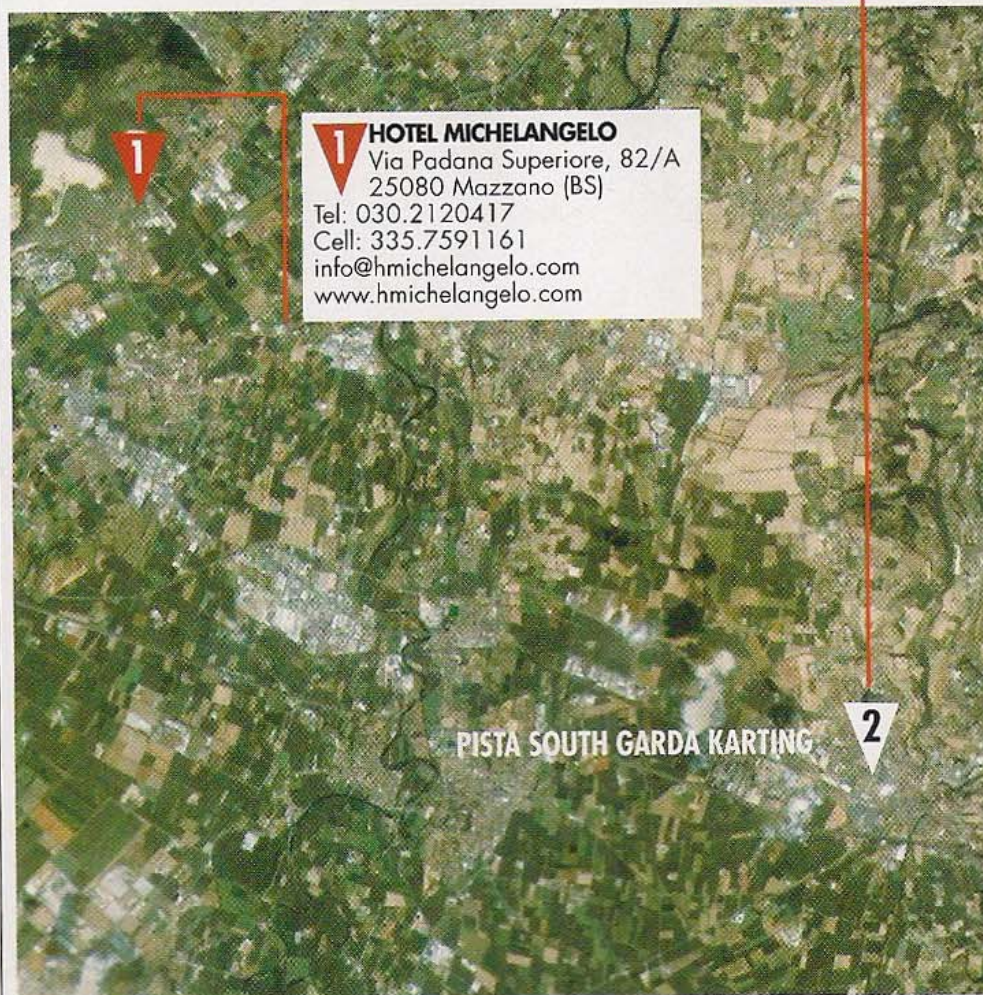 1
1 HOTEL MICHELANGELO
Via Padana Superiore, 82/A
25080 Mazzano (BS)
Tel: 030.2120417
Cell: 335.7591161
info@hmichelangelo.com
www.hmichelangelo.com
PISTA SOUTH GARDA KARTING
2